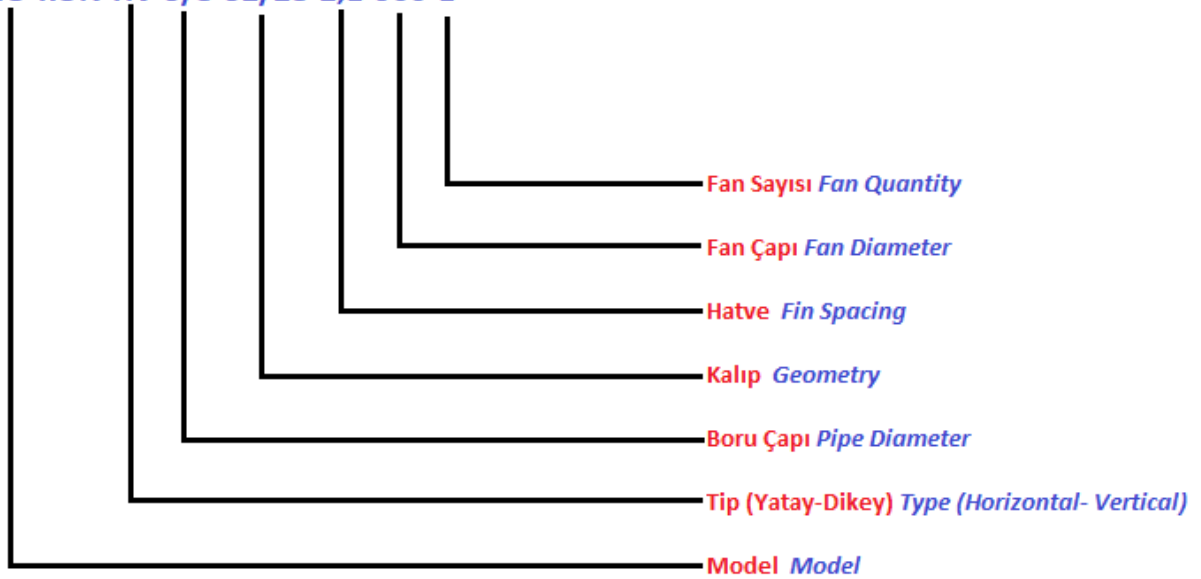 Fan Sayısı Fan Quantity
Fan Çapı Fan Diameter
Hatve Fin Spacing
Kalıp Geometry
Boru Çapı Pipe Diameter
Tip (Yatay-Dikey) Type (Horizontal- Vertical)
Model Model